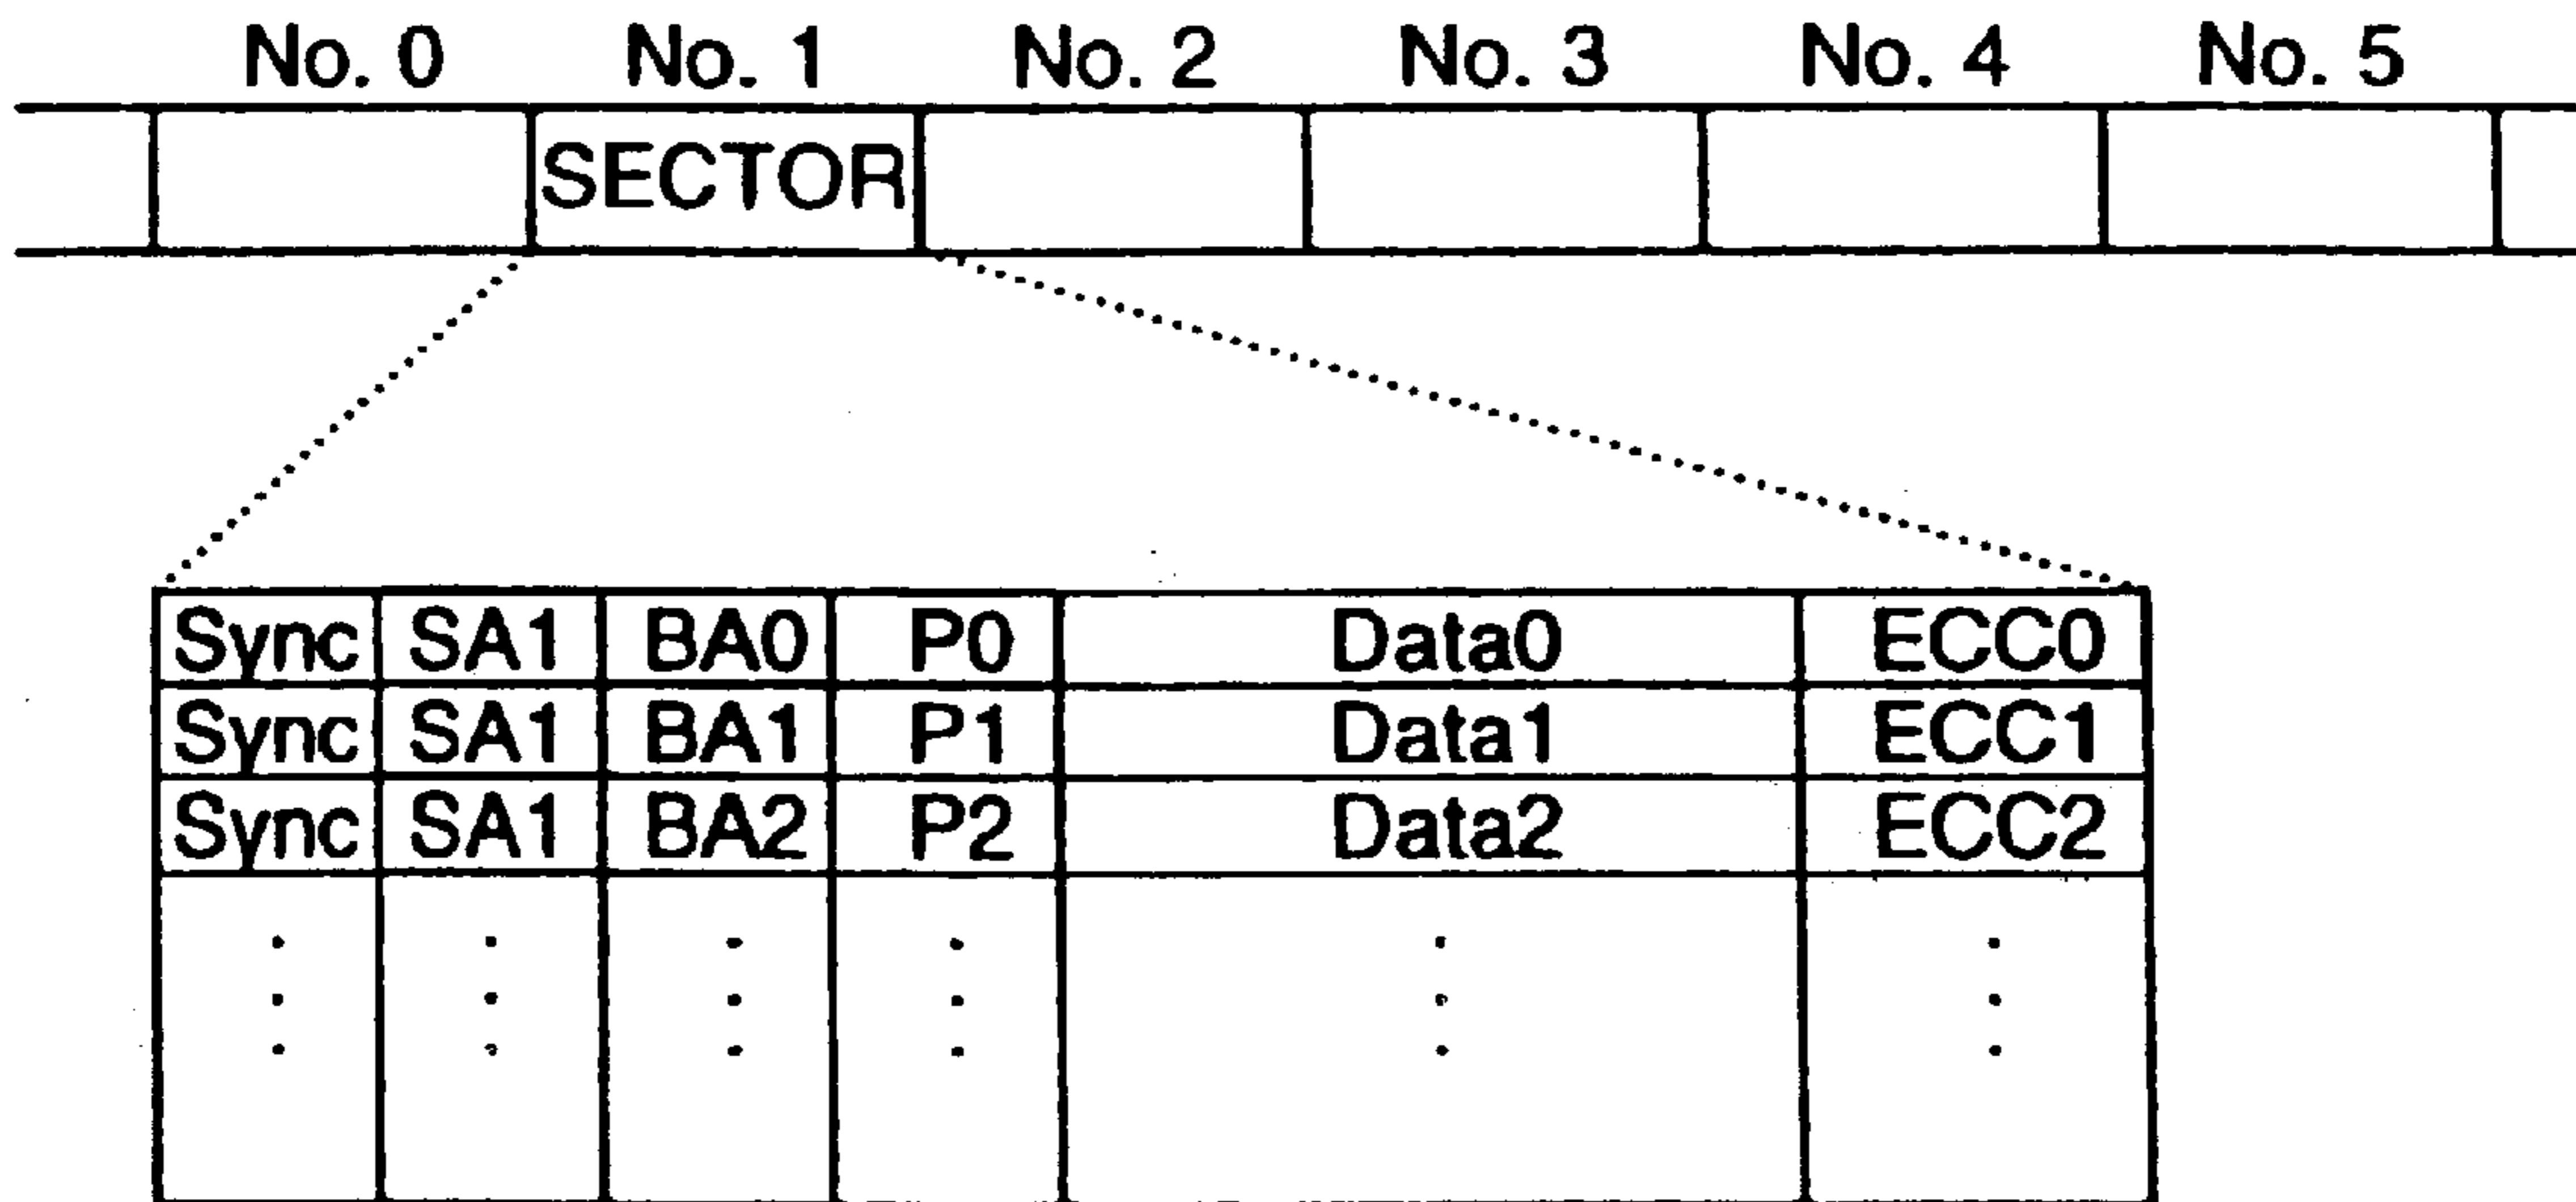 No. 0 No. 1 No. 2 No. 3 No. 4 No. 5
SECTOR
Sync SA1 BA0 P0 Data0 ECC0
Sync SA1 BA1 P1 Data1 ECC1
Sync SA1 BA2 P2 Data2 ECC2